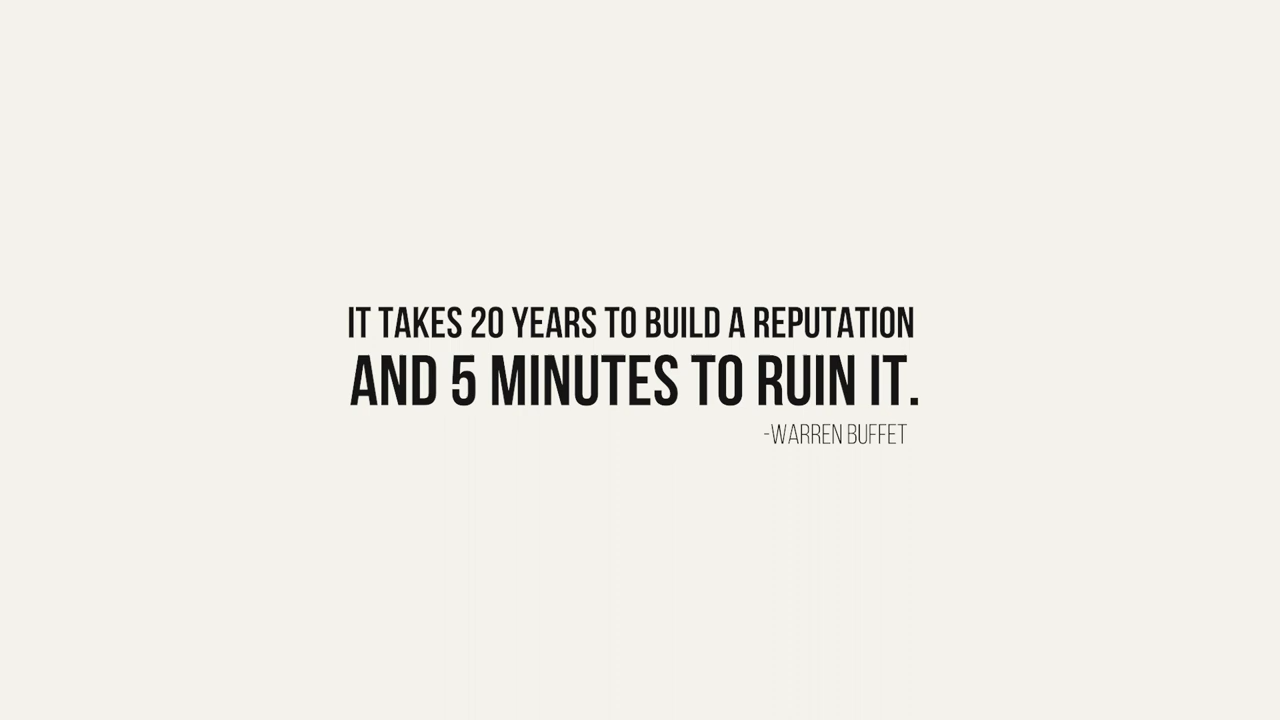 IT TAKES 20 YEARS TO BUILD A REPUTATION
AND 5 MINUTES TO RUIN IT.
-WARREN BUFFET